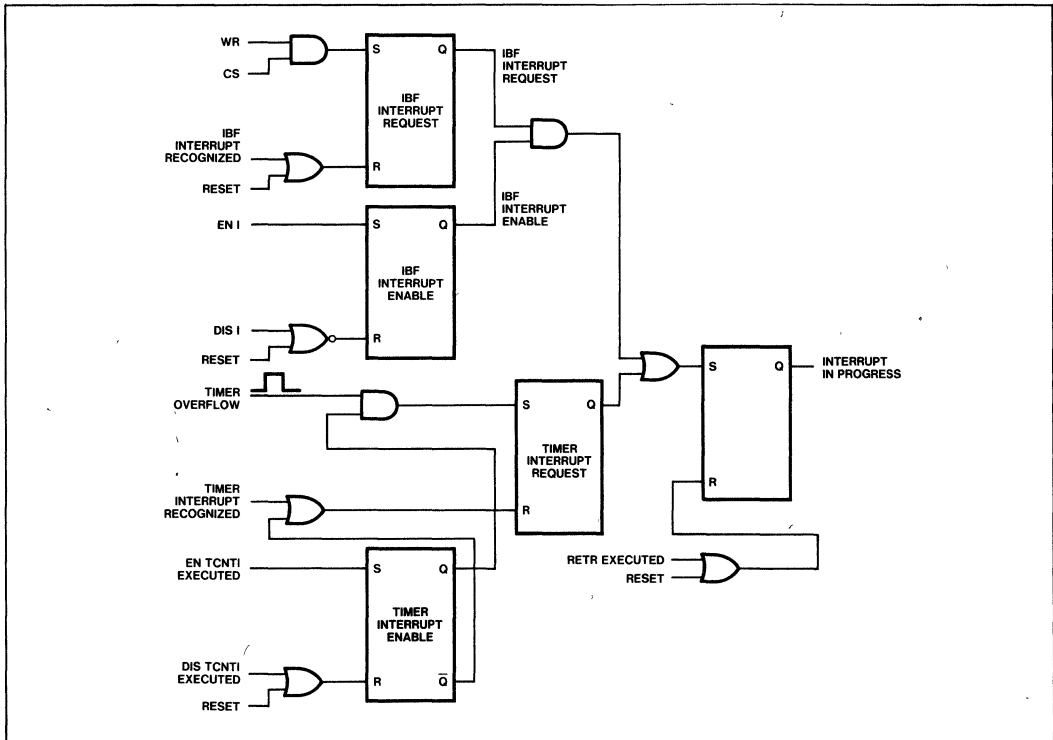 WR
CS
S
Q
IBF
INTERRUPT
REQUEST
R
IBF
INTERRUPT
REQUEST
IBF
INTERRUPT
RECOGNIZED
RESET
IBF
INTERRUPT
ENABLE
EN I
S
Q
IBF
INTERRUPT
ENABLE
DIS I
RESET
R
TIMER
OVERFLOW
S
Q
TIMER
INTERRUPT
REQUEST
R
S
Q
R
INTERRUPT
IN PROGRESS
TIMER
INTERRUPT
RECOGNIZED
EN TCNTI
EXECUTED
S
Q
TIMER
INTERRUPT
ENABLE
R
Q̅
RETR EXECUTED
RESET
DIS TCNTI
EXECUTED
RESET